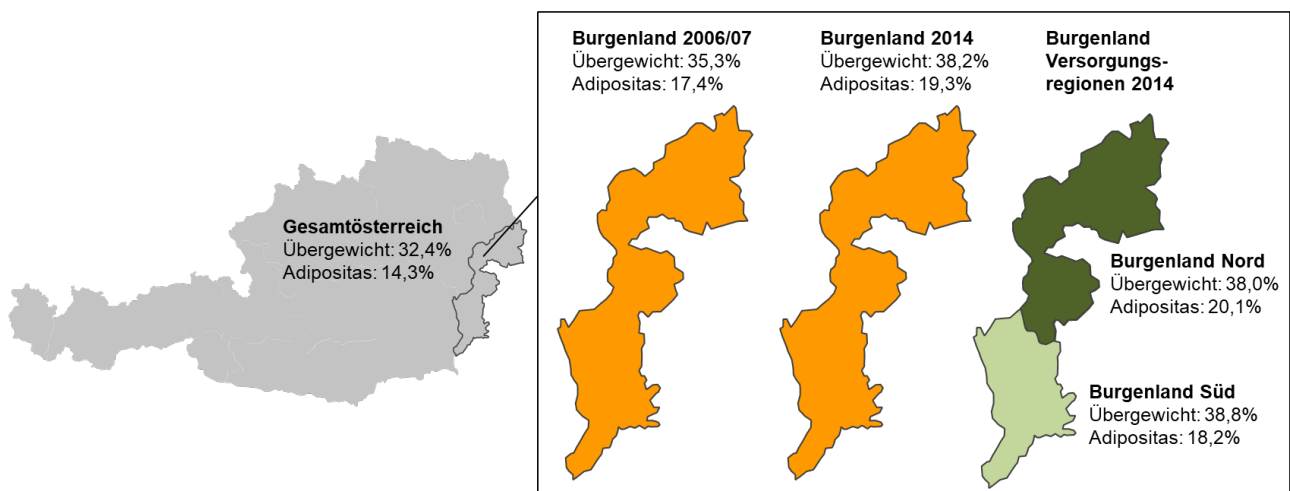 Gesamtösterreich
Übergewicht: 32,4%
Adipositas: 14,3%
Burgenland 2006/07
Übergewicht: 35,3%
Adipositas: 17,4%
Burgenland 2014
Übergewicht: 38,2%
Adipositas: 19,3%
Burgenland
Versorgungs-
regionen 2014
Burgenland Nord
Übergewicht: 38,0%
Adipositas: 20,1%
Burgenland Süd
Übergewicht: 38,8%
Adipositas: 18,2%